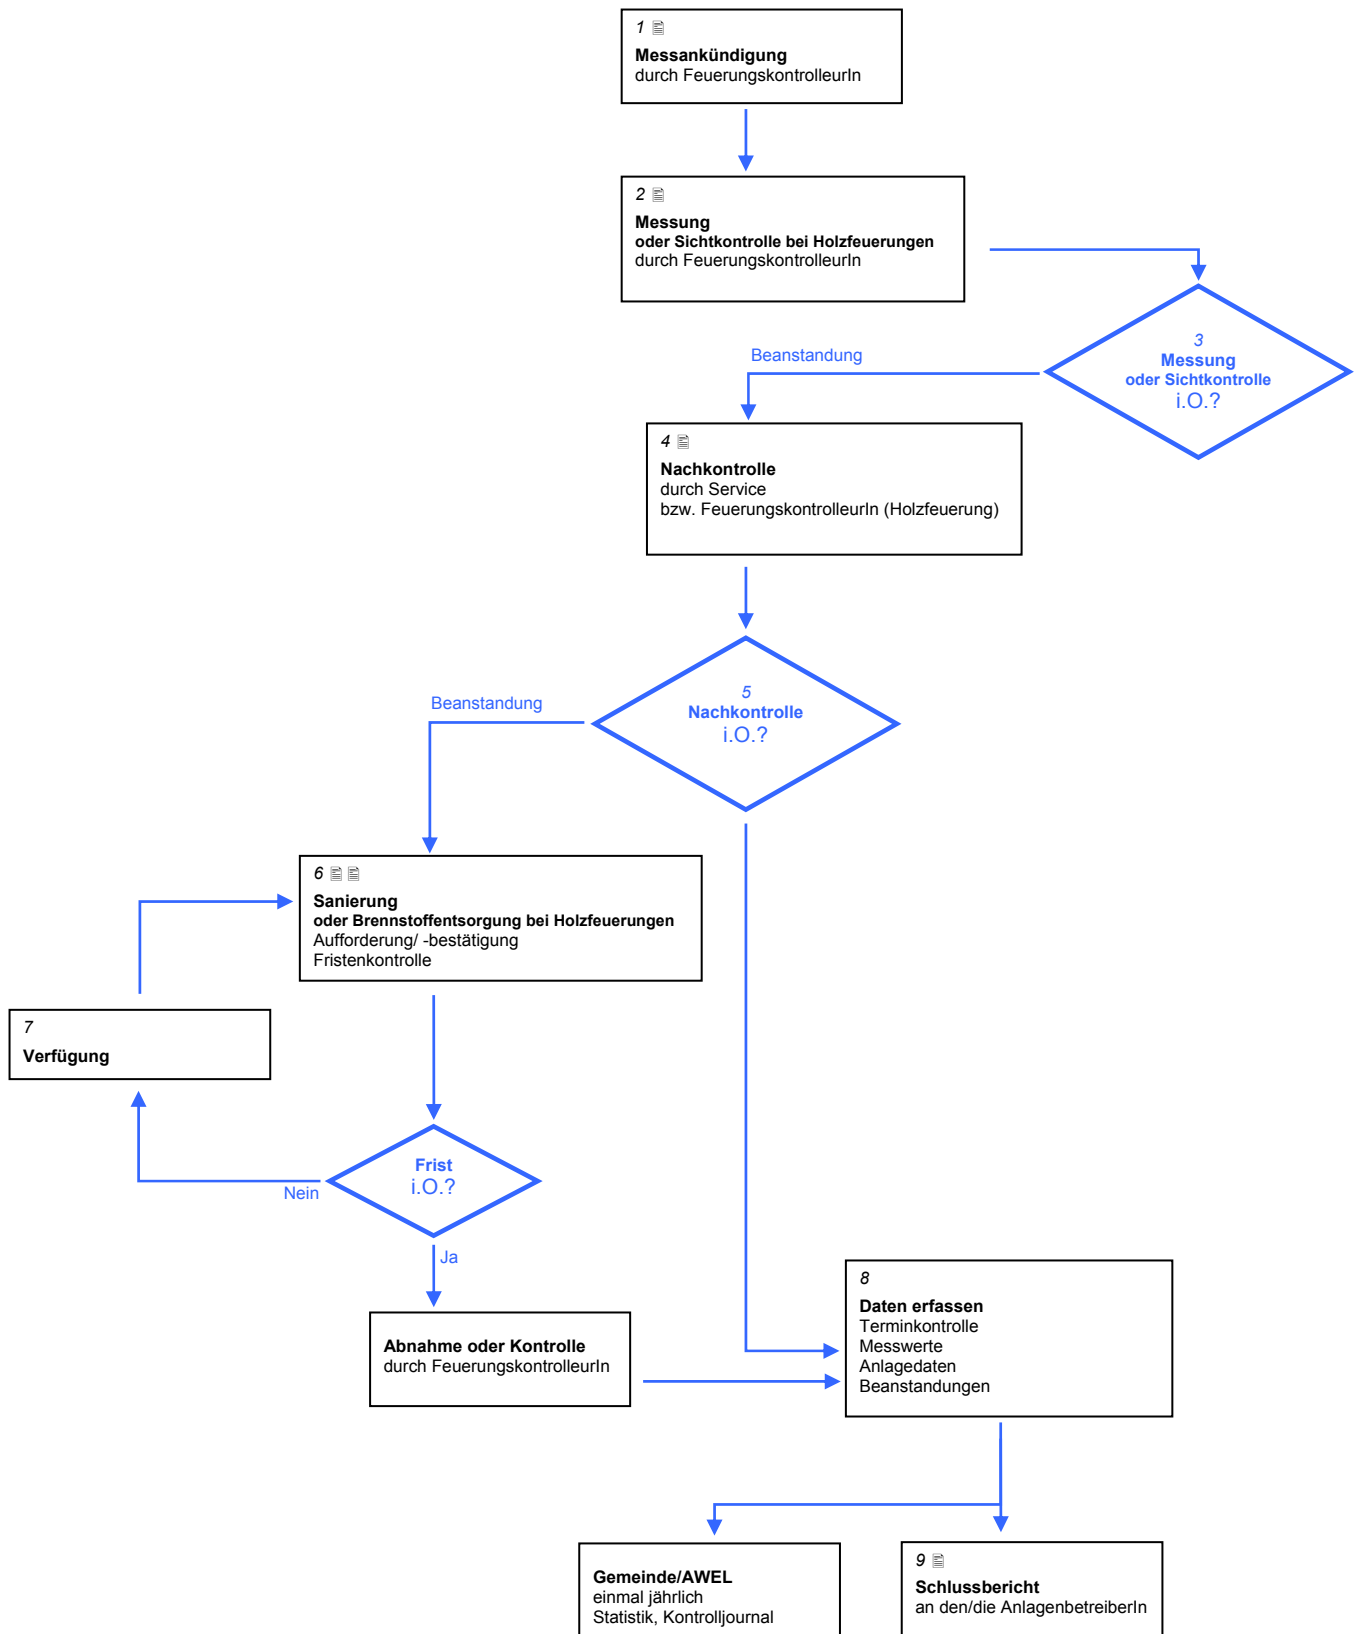 1
Messankündigung
durch FeuerungskontrolleurIn
2
Messung
oder Sichtkontrolle bei Holzfeuerungen
durch FeuerungskontrolleurIn
3
Messung
oder Sichtkontrolle
i.O.?
Beanstandung
4
Nachkontrolle
durch Service
bzw. FeuerungskontrolleurIn (Holzfeuerung)
5
Nachkontrolle
i.O.?
Beanstandung
6
Sanierung
oder Brennstoffentsorgung bei Holzfeuerungen
Aufforderung/ -bestätigung
Fristenkontrolle
7
Verfügung
Frist
i.O.?
Nein
Ja
Abnahme oder Kontrolle
durch FeuerungskontrolleurIn
8
Daten erfassen
Terminkontrolle
Messwerte
Anlagedaten
Beanstandungen
Gemeinde/AWEL
einmal jährlich
Statistik, Kontrolljournal
9
Schlussbericht
an den/die AnlagenbetreiberIn